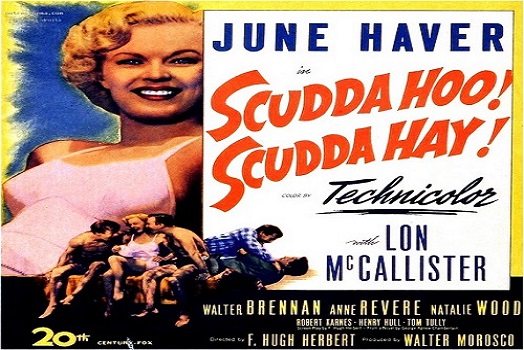 JUNE HAVER
in
SCUDDA HOO!
SCUDDA HAY!
COLOR BY
Technicolor
with LON
McCALLISTER
WALTER BRENNAN ANNE REVERE NATALIE WOOD
ROBERT KARNES · HENRY HULL · TOM TULLY
Directed by F. HUGH HERBERT Produced by WALTER MOROSCO
20th CENTURY-FOX